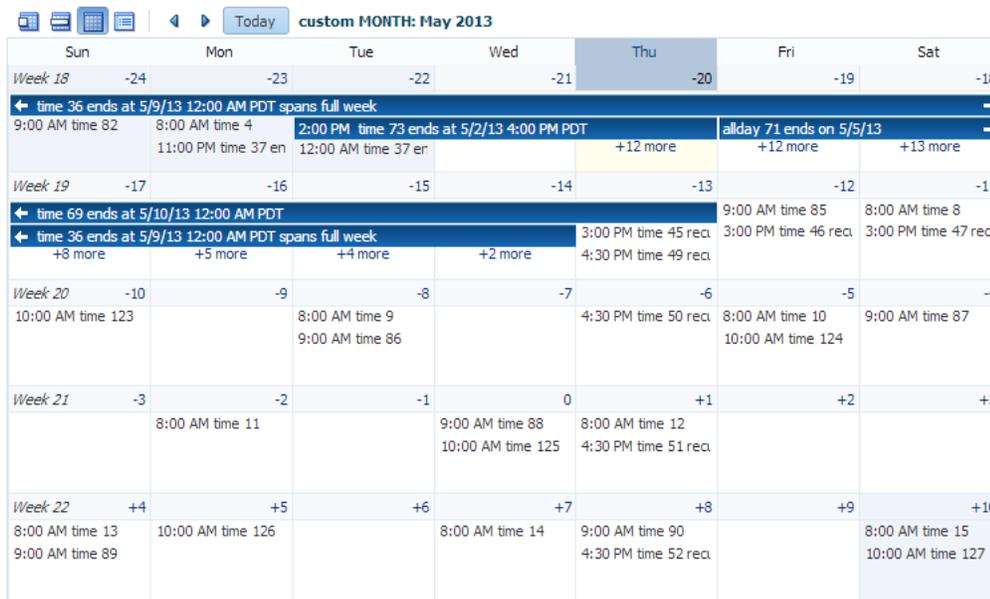 Today custom MONTH: May 2013
Sun Mon Tue Wed Thu Fri Sat
Week 18 -24 -23 -22 -21 -20 -19
time 36 ends at 5/9/13 12:00 AM PDT spans full week
9:00 AM time 82 8:00 AM time 4 2:00 PM time 73 ends at 5/2/13 4:00 PM PDT allday 71 ends on 5/5/13
11:00 PM time 37 en 12:00 AM time 37 er +12 more +12 more +13 more
Week 19 -17 -16 -15 -14 -13 -12
time 69 ends at 5/10/13 12:00 AM PDT 9:00 AM time 85 8:00 AM time 8
time 36 ends at 5/9/13 12:00 AM PDT spans full week 3:00 PM time 45 recu 3:00 PM time 46 recu 3:00 PM time 47 rec
+8 more +5 more +4 more +2 more 4:30 PM time 49 recu
Week 20 -10 -9 -8 -7 -6 -5
10:00 AM time 123 8:00 AM time 9 4:30 PM time 50 recu 8:00 AM time 10 9:00 AM time 87
9:00 AM time 86 10:00 AM time 124
Week 21 -3 -2 -1 0 +1 +2
8:00 AM time 11 9:00 AM time 88 8:00 AM time 12
10:00 AM time 125 4:30 PM time 51 recu
Week 22 +4 +5 +6 +7 +8 +9 +10
8:00 AM time 13 10:00 AM time 126 8:00 AM time 14 9:00 AM time 90 8:00 AM time 15
9:00 AM time 89 4:30 PM time 52 recu 10:00 AM time 127